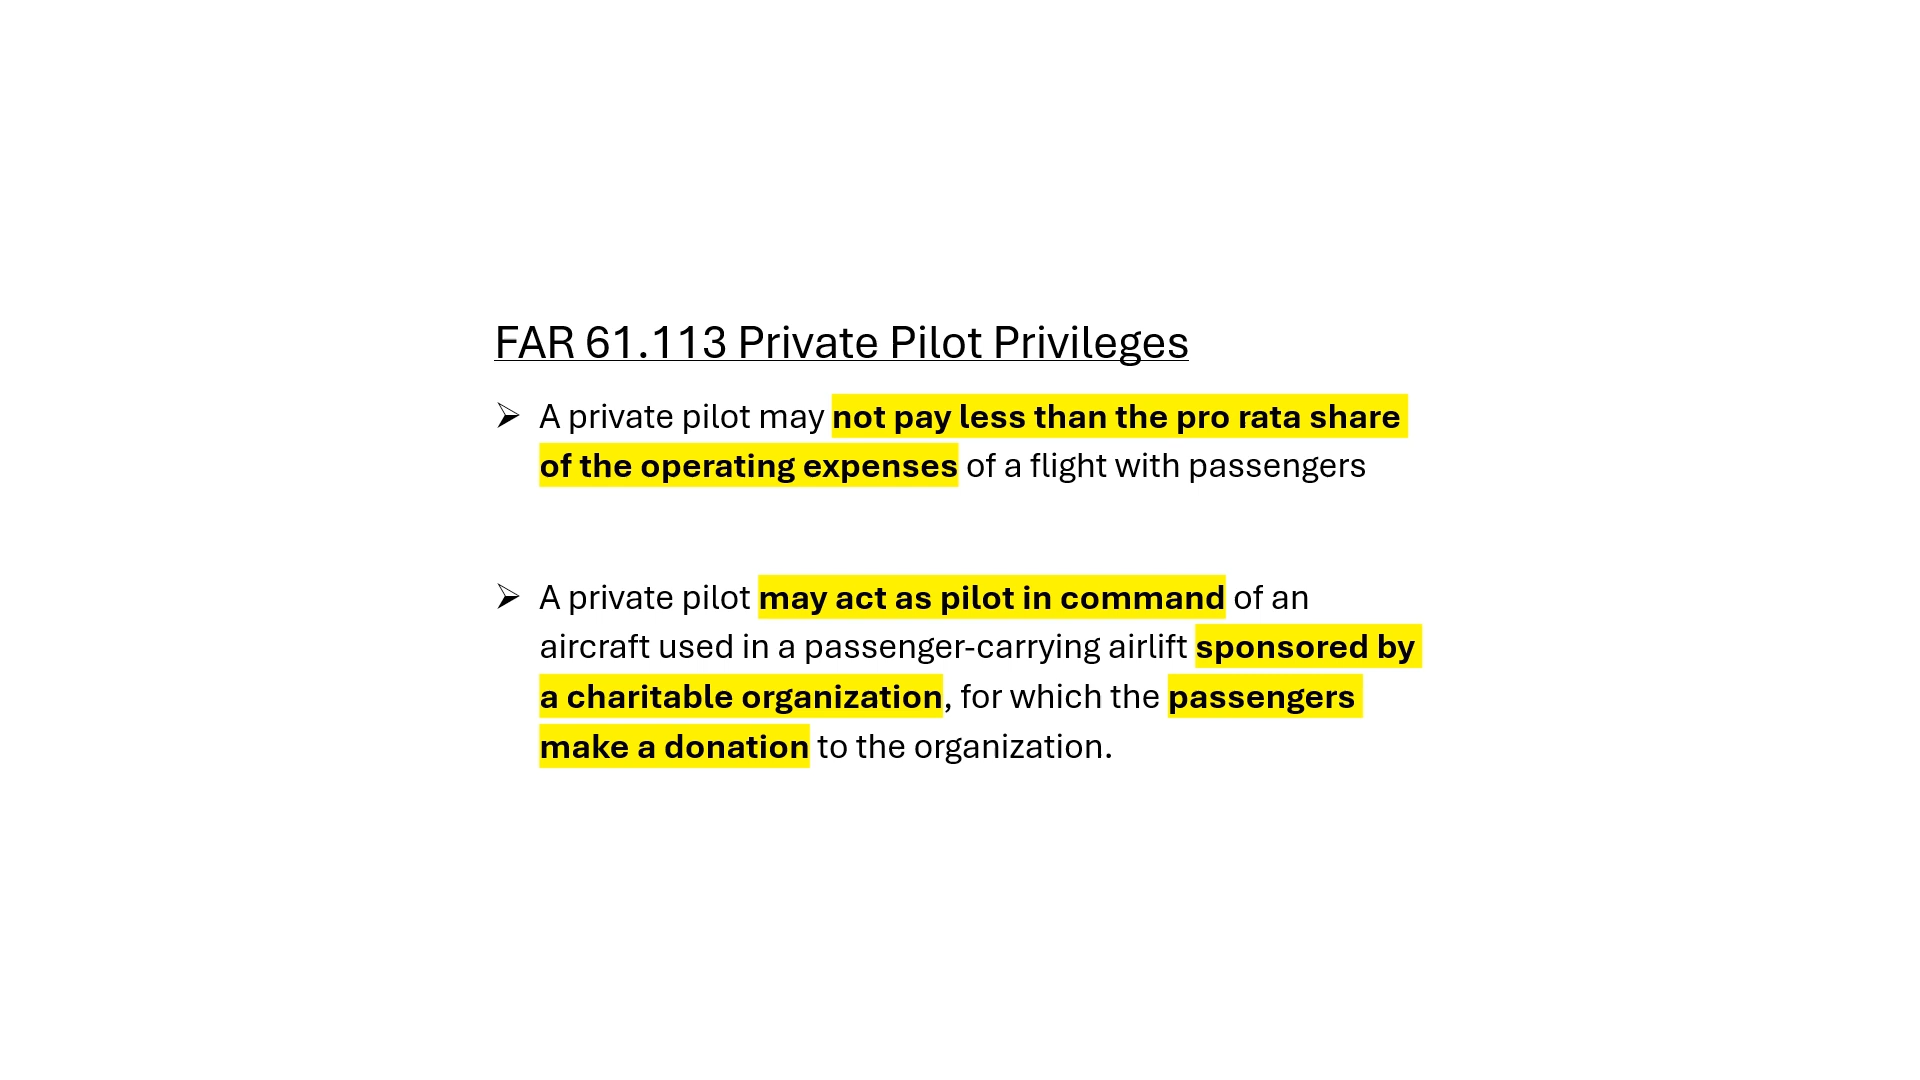 FAR 61.113 Private Pilot Privileges
A private pilot may not pay less than the pro rata share
of the operating expenses of a flight with passengers
A private pilot may act as pilot in command of an
aircraft used in a passenger-carrying airlift sponsored by
a charitable organization, for which the passengers
make a donation to the organization.